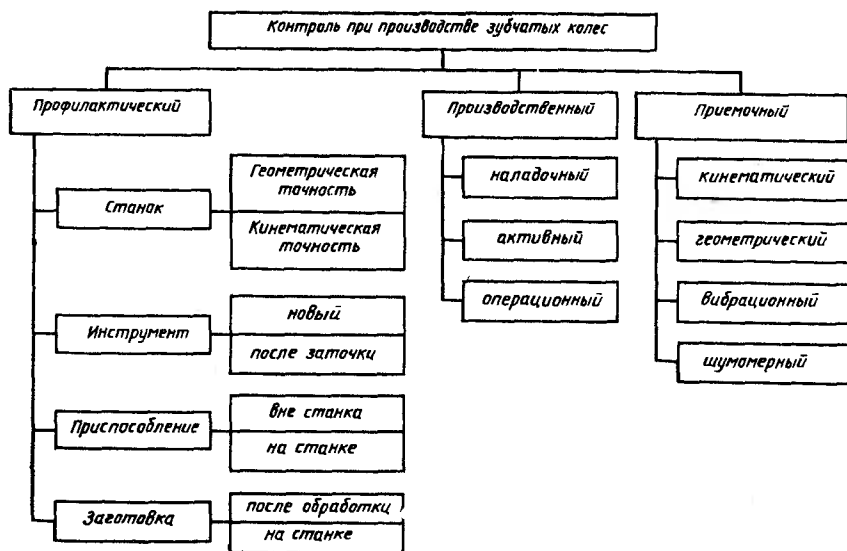 Контроль при производстве зубчатых колес
Профилактический
Производственный
Приемочный
Станок
Геометрическая
точность
Кинематическая
точность
Инструмент
новый
после заточки
Приспособление
вне станка
на станке
Заготовка
после обработки
на станке
наладочный
активный
операционный
кинематический
геометрический
вибрационный
шумомерный